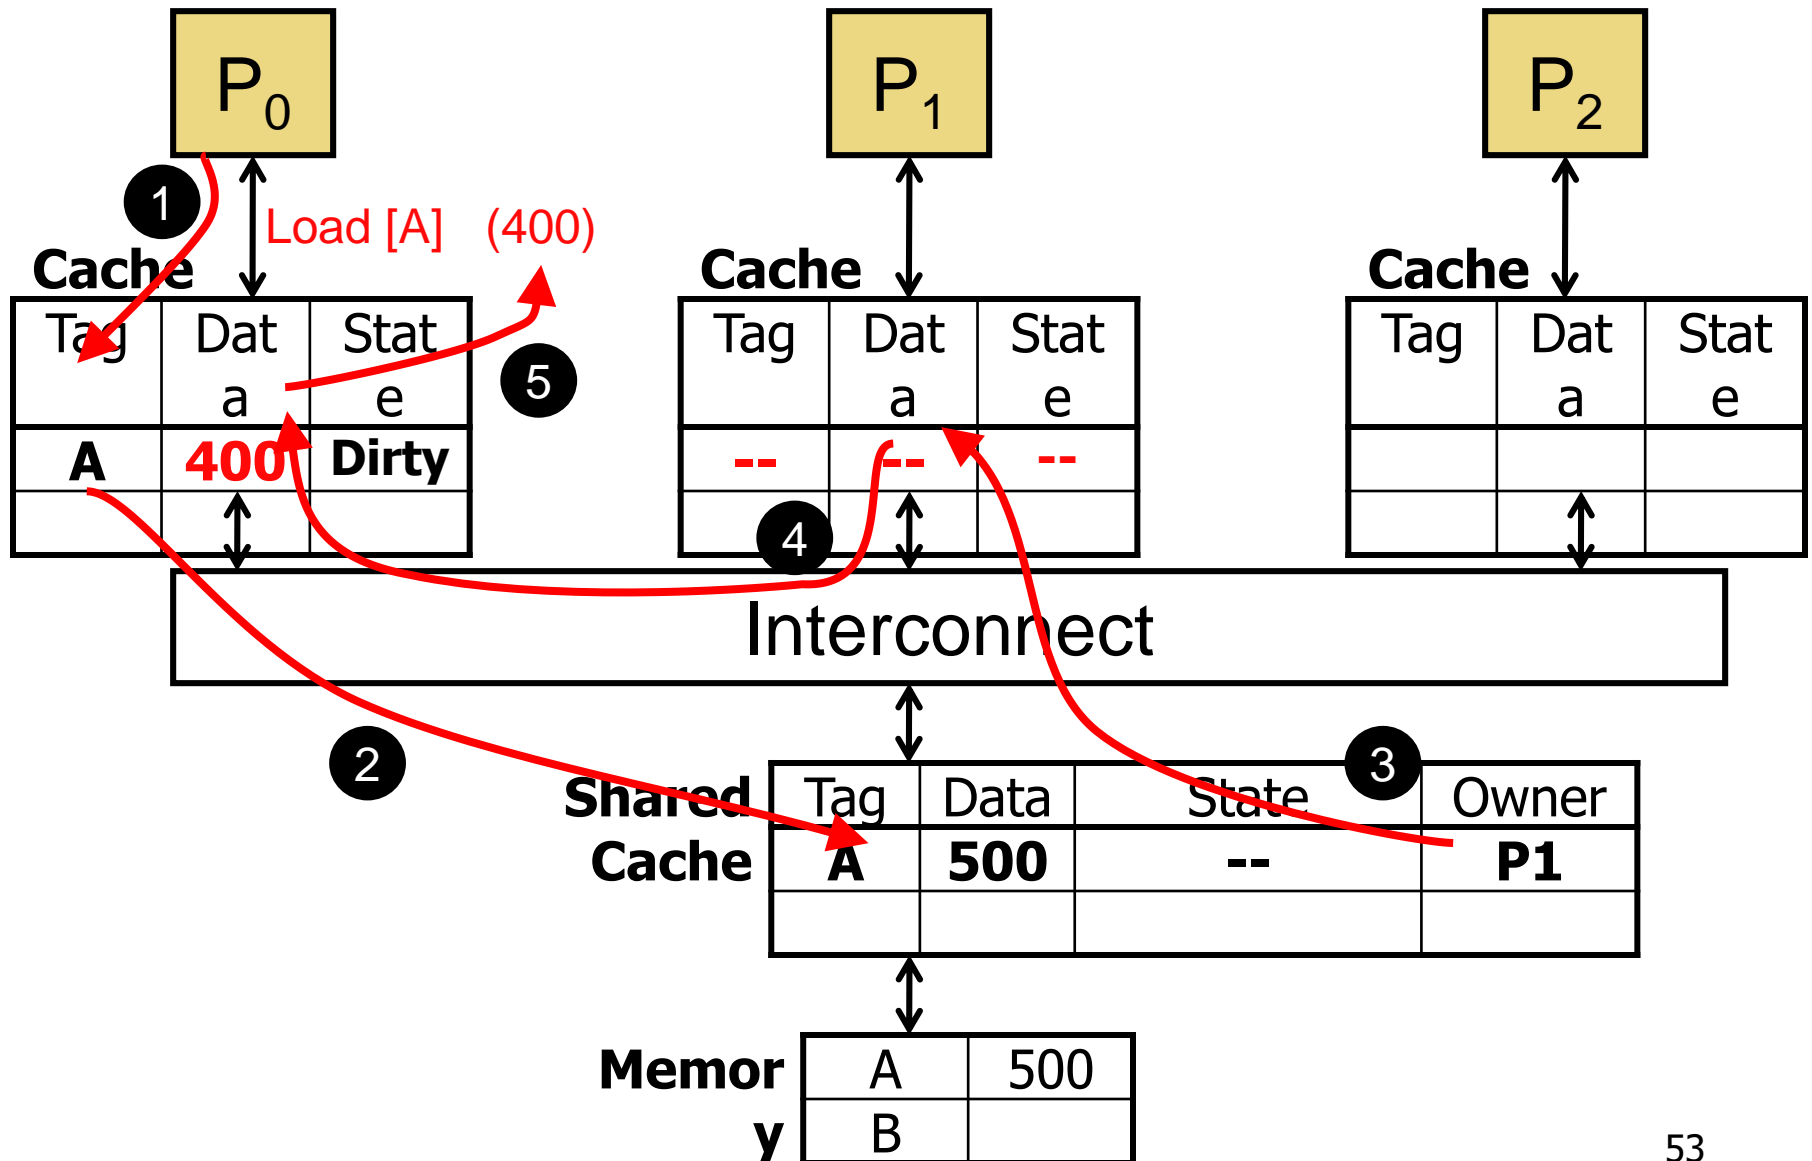 P0 P1 P2
1
Load [A] (400)
Cache Cache Cache
Tag Dat Stat Tag Dat Stat Tag Dat Stat
a e a e a e
5
A 400 Dirty -- -- --
4
Interconnect
2 3
Shared Tag Data State Owner
Cache A 500 -- P1
Memor A 500
y B
53